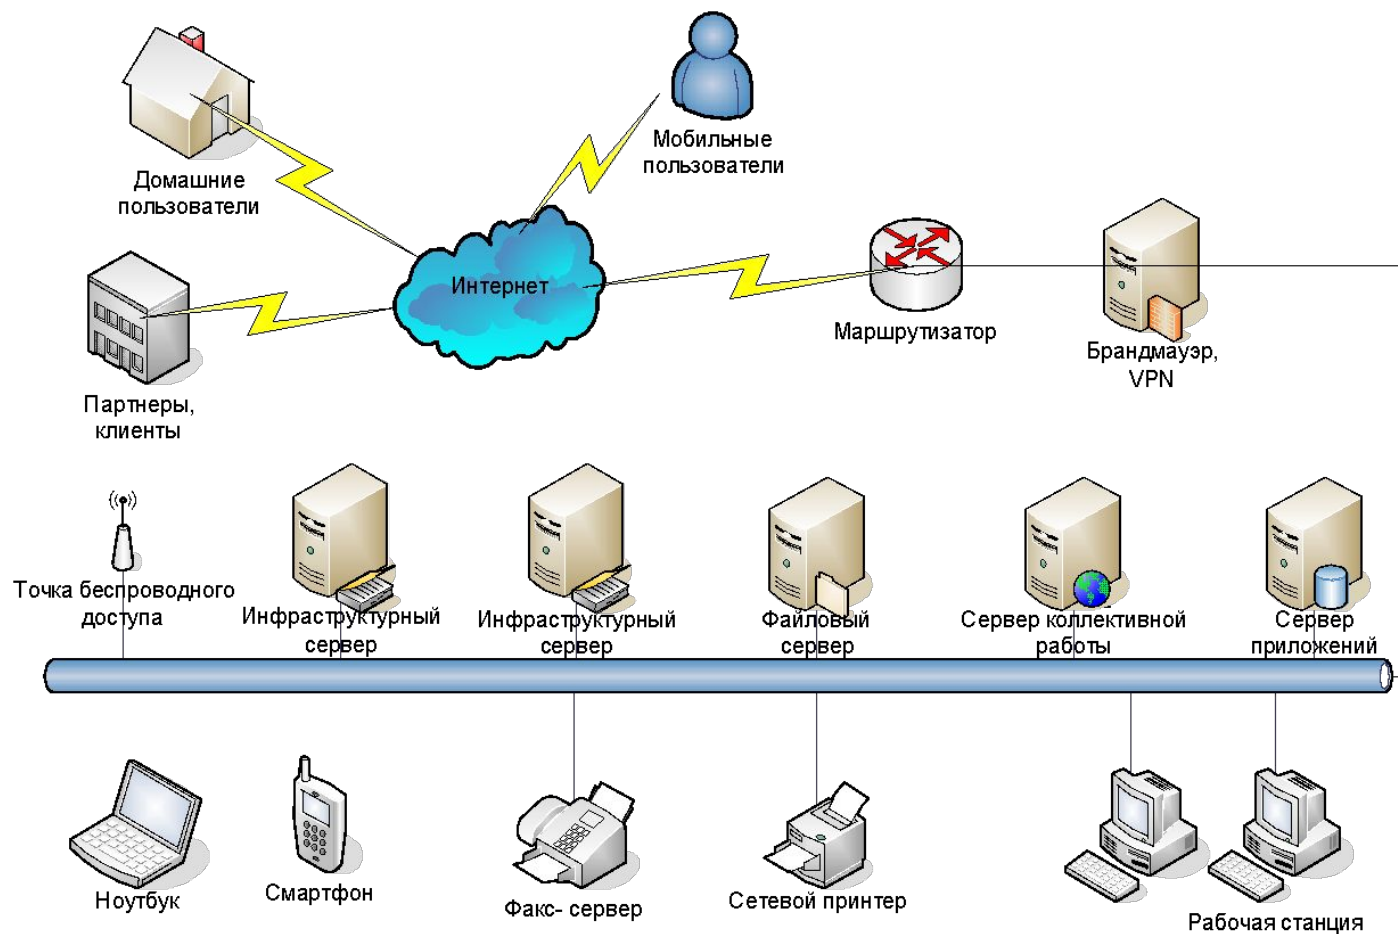 Мобильные
пользователи
Домашние
пользователи
Интернет
Маршрутизатор
Брандмауэр,
VPN
Партнеры,
клиенты
Точка беспроводного
доступа
Инфраструктурный
сервер
Инфраструктурный
сервер
Файловый
сервер
Сервер коллективной
работы
Сервер
приложений
Ноутбук
Смартфон
Факс- сервер
Сетевой принтер
Рабочая станция